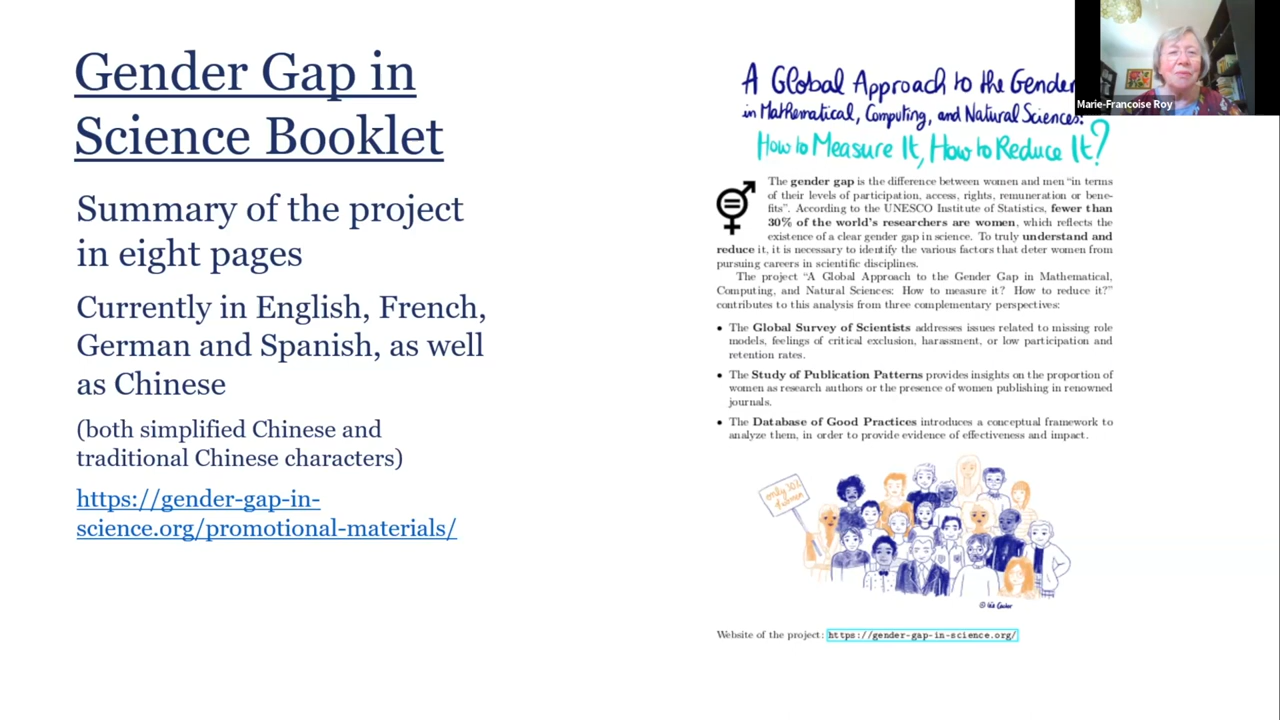 Gender Gap in
Science Booklet
Summary of the project
in eight pages
Currently in English, French,
German and Spanish, as well
as Chinese
(both simplified Chinese and
traditional Chinese characters)
https://gender-gap-in-
science.org/promotional-materials/
A Global Approach to the Gender
in Mathematical, Computing, and Natural Sciences:
How to Measure It, How to Reduce It?
Marie-Francoise Roy
The gender gap is the difference between women and men “in terms
of their levels of participation, access, rights, remuneration or bene-
fits”. According to the UNESCO Institute of Statistics, fewer than
30% of the world’s researchers are women, which reflects the
existence of a clear gender gap in science. To truly understand and
reduce it, it is necessary to identify the various factors that deter women from
pursuing careers in scientific disciplines.
The project “A Global Approach to the Gender Gap in Mathematical,
Computing, and Natural Sciences: How to measure it? How to reduce it?”
contributes to this analysis from three complementary perspectives:
• The Global Survey of Scientists addresses issues related to missing role
models, feelings of critical exclusion, harassment, or low participation and
retention rates.
• The Study of Publication Patterns provides insights on the proportion of
women as research authors or the presence of women publishing in renowned
journals.
• The Database of Good Practices introduces a conceptual framework to
analyze them, in order to provide evidence of effectiveness and impact.
only
Website of the project: https://gender-gap-in-science.org/